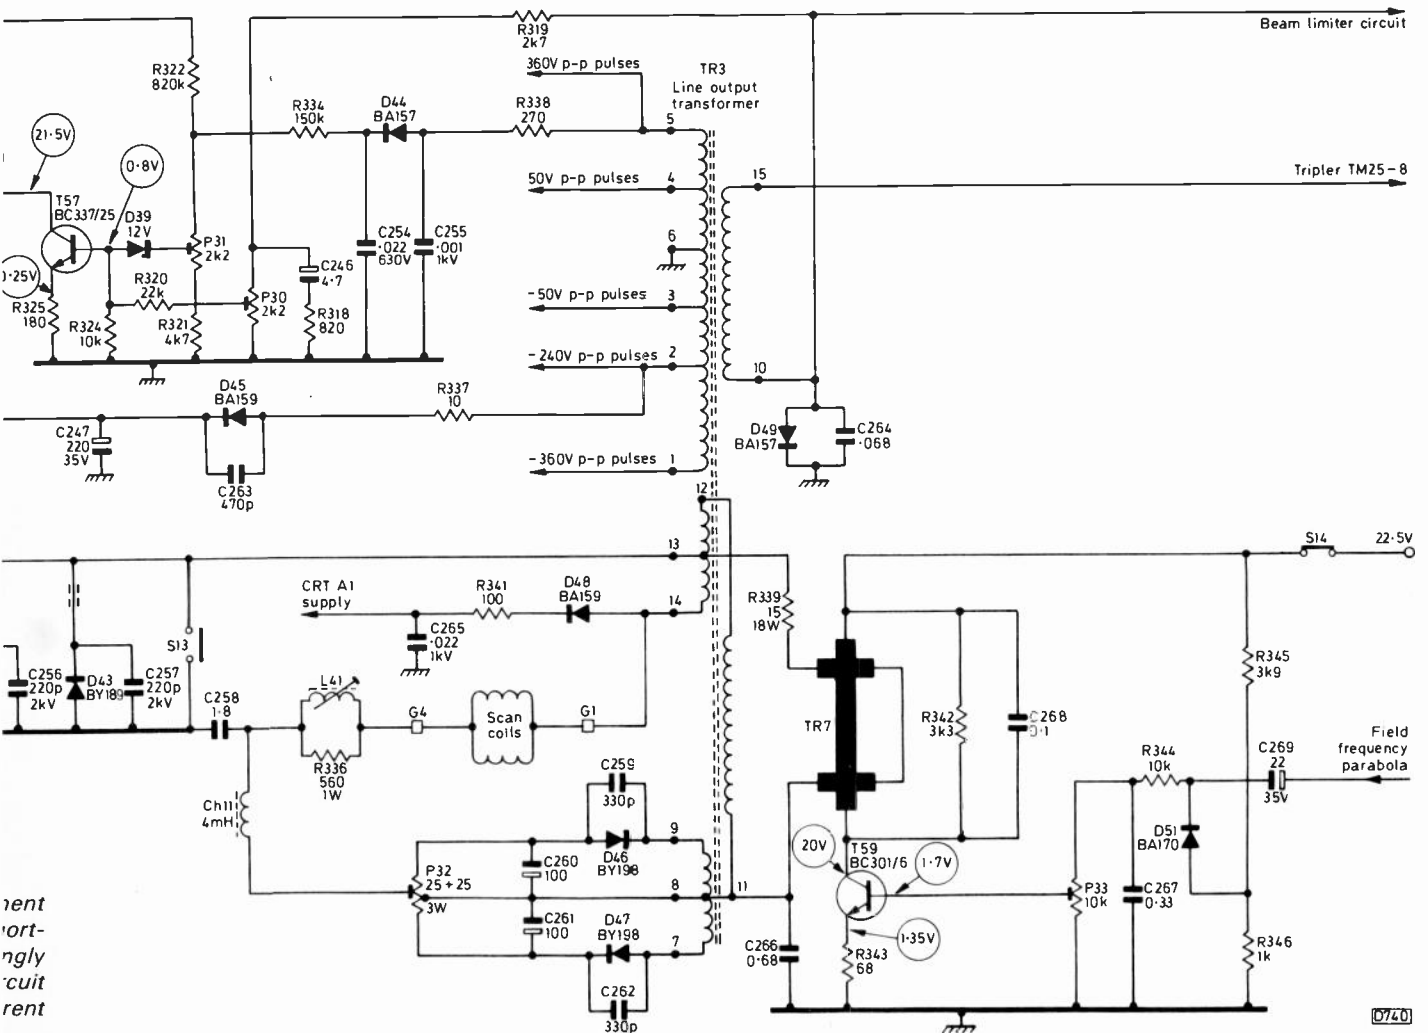 R319
2k7
Beam limiter circuit
R322
820k
360V p-p pulses
TR3
Line output
transformer
R334
150k
D44
BA157
R338
270
5
21·5V
0·8V
50V p-p pulses
4
15
Tripler TM25-8
T57
BC337/25
D39
12V
P31
2k2
C254
·022
630V
C255
·001
1kV
6
C246
4·7
R320
22k
P30
2k2
R325
180
R324
10k
R321
4k7
R318
820
-50V p-p pulses
3
-240V p-p pulses
2
10
D45
BA159
R337
10
C247
220
35V
D49
BA157
C264
·068
C263
470p
-360V p-p pulses
1
12
13
S14
22·5V
CRT A1
supply
R341
100
D48
BA159
14
R339
15
18W
S13
C265
·022
1kV
R345
3k9
C256
220p
2kV
D43
BY189
C257
220p
2kV
C258
1·8
L41
G4
Scan
coils
G1
TR7
R342
3k3
C268
0·1
R336
560
1W
C259
330p
R344
10k
C269
22
35V
Field
frequency
parabola
Ch11
4mH
9
D46
BY198
20V
T59
BC301/6
1·7V
D51
BA170
P32
25+25
3W
C260
100
8
11
P33
10k
C267
0·33
C261
100
D47
BY198
7
C266
0·68
1·35V
R343
68
R346
1k
C262
330p
D740